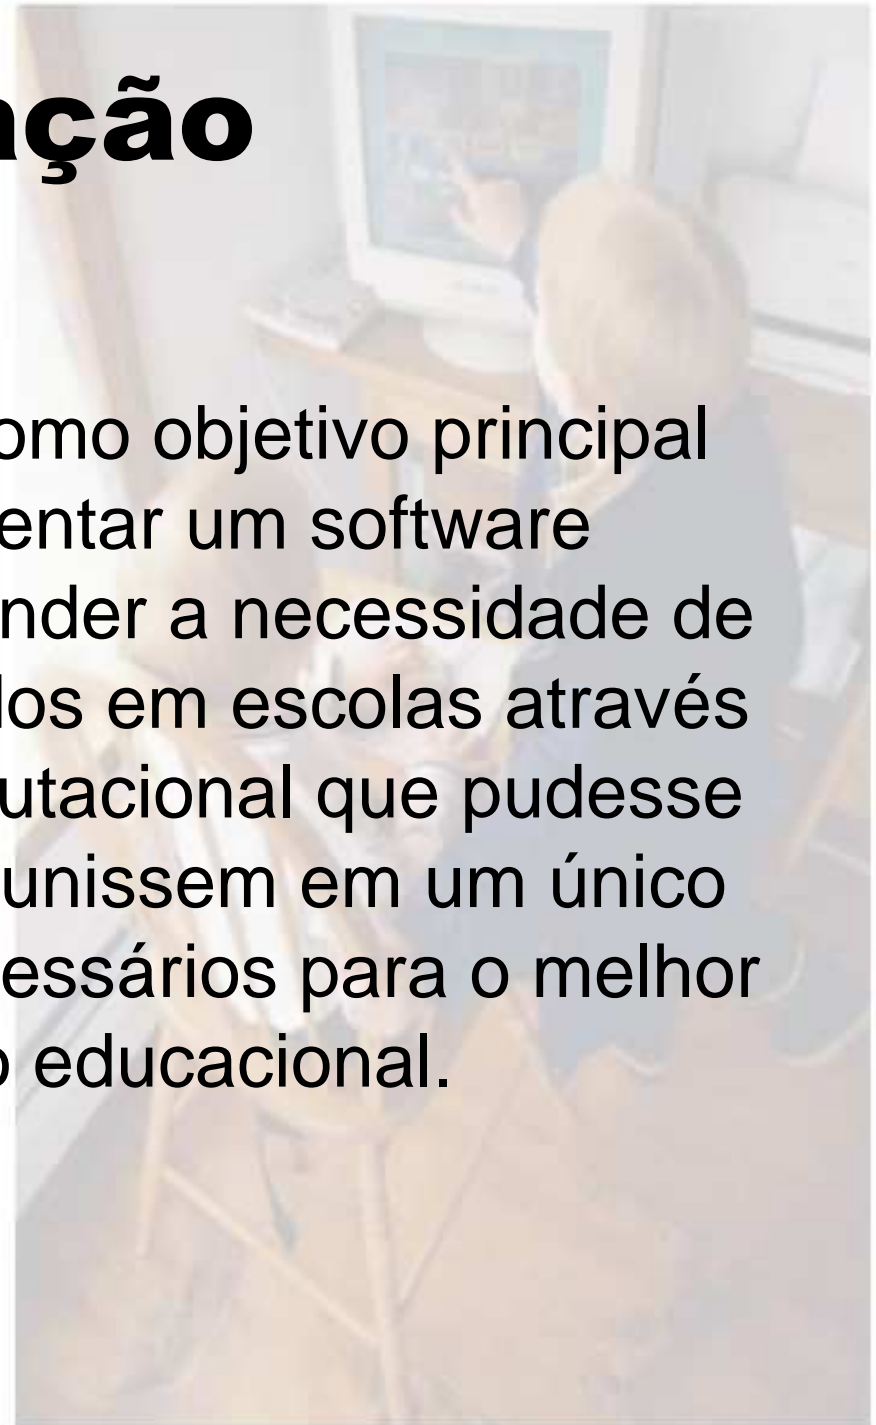 ação
omo objetivo principal
entar um software
nder a necessidade de
los em escolas através
utacional que pudesse
unissem em um único
essários para o melhor
o educacional.